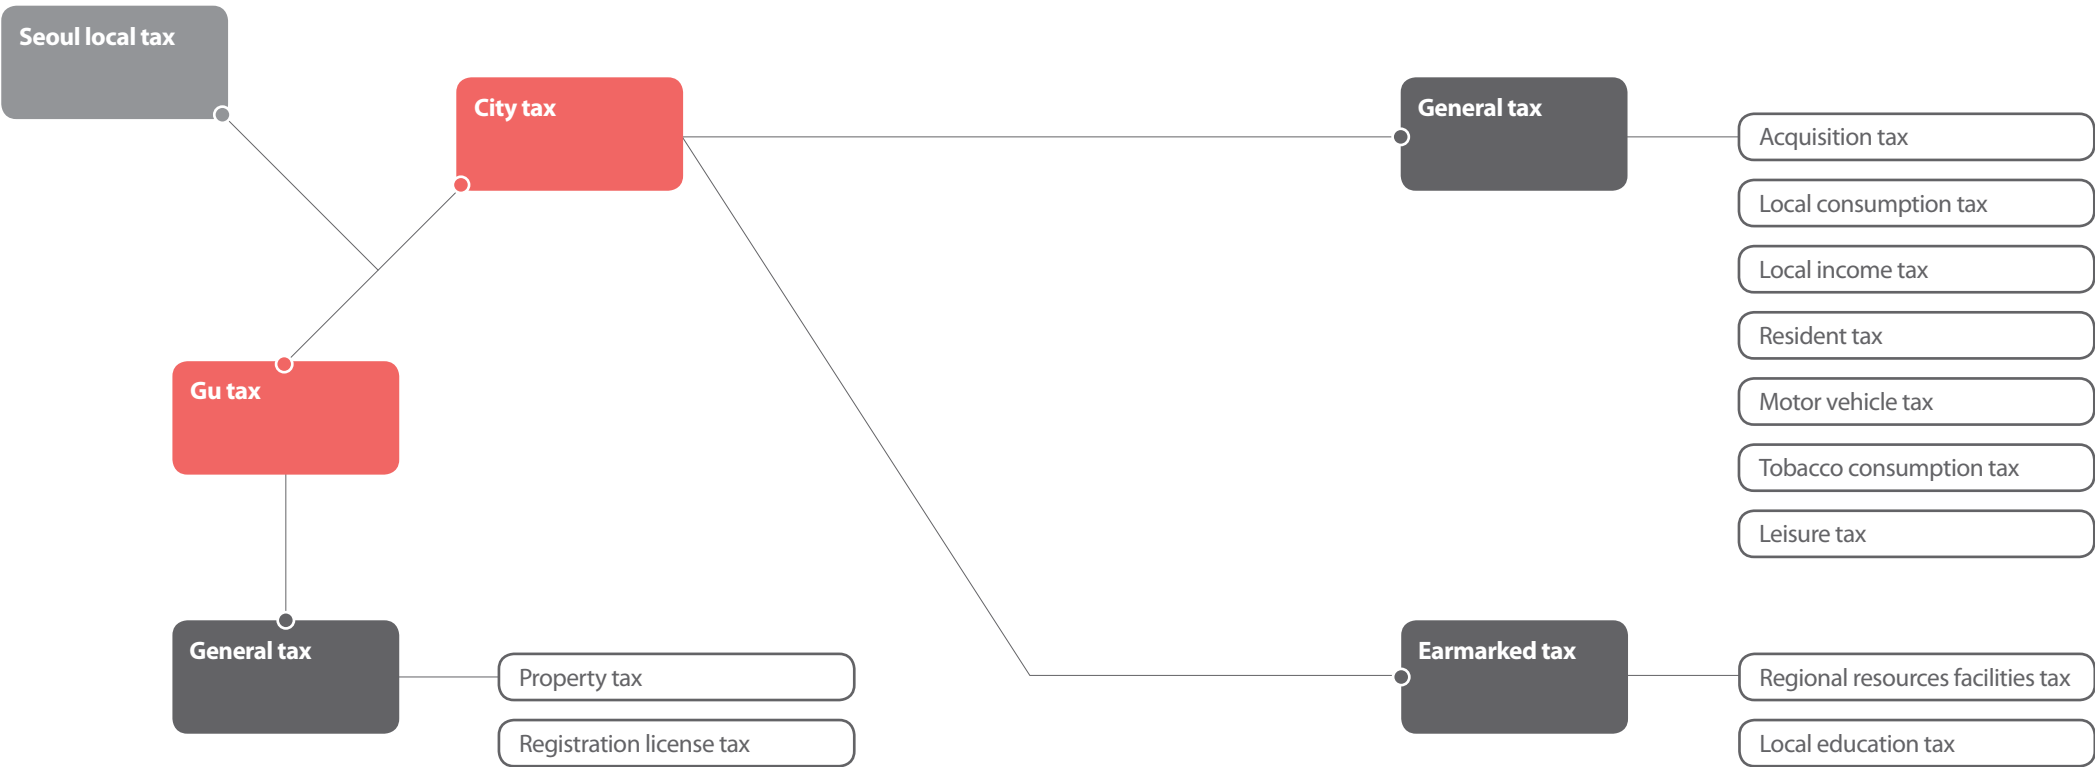 Seoul local tax
City tax
General tax
Acquisition tax
Local consumption tax
Local income tax
Resident tax
Motor vehicle tax
Tobacco consumption tax
Leisure tax
Gu tax
General tax
Property tax
Registration license tax
Earmarked tax
Regional resources facilities tax
Local education tax